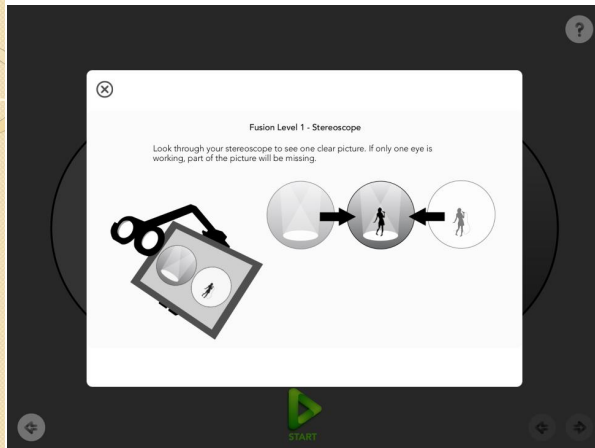 ?
Fusion Level 1 - Stereoscope
Look through your stereoscope to see one clear picture. If only one eye is
working, part of the picture will be missing.
START